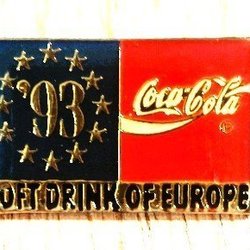 '93
Coca-Cola
OFT DRINK OF EUROPE